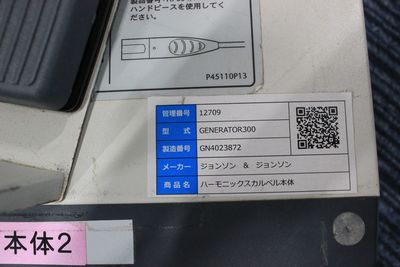 ハンドピースを使用してください。
P45110P13
管理番号 12709
型 式 GENERATOR300
製造番号 GN4023872
メーカー ジョンソン & ジョンソン
商品名 ハーモニックスカルペル本体
本体2